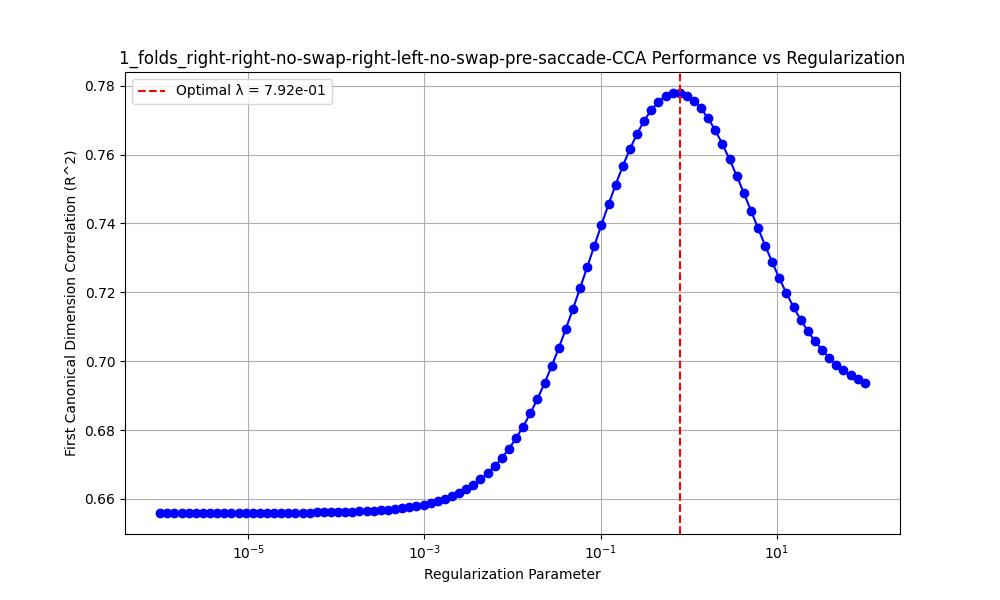 1_folds_right-right-no-swap-right-left-no-swap-pre-saccade-CCA Performance vs Regularization
Optimal λ = 7.92e-01
First Canonical Dimension Correlation (R^2)
0.78
0.76
0.74
0.72
0.70
0.68
0.66
10⁻⁵
10⁻³
10⁻¹
10¹
Regularization Parameter